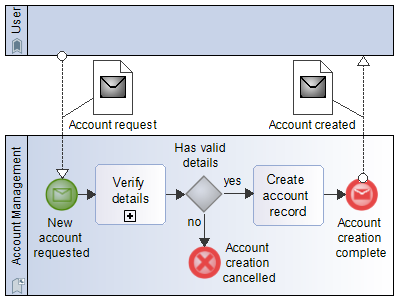 User
Account request
Account created
Account Management
New
account
requested
Verify
details
Has valid
details
yes
no
Create
account
record
Account
creation
cancelled
Account
creation
complete